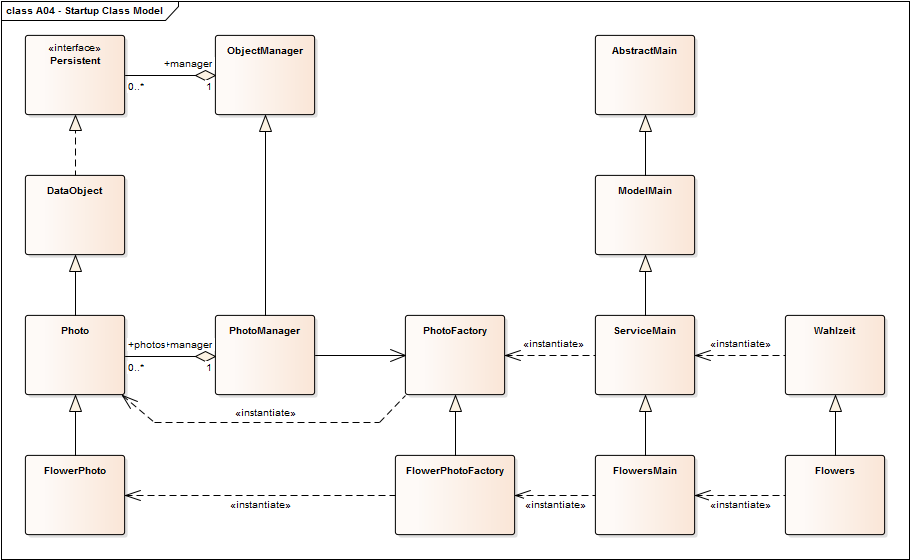 class A04 - Startup Class Model
«interface»
Persistent
ObjectManager
AbstractMain
+manager
0..*
1
DataObject
ModelMain
Photo
PhotoManager
PhotoFactory
ServiceMain
Wahlzeit
+photos
+manager
«instantiate»
«instantiate»
0..*
1
«instantiate»
FlowerPhoto
FlowerPhotoFactory
FlowersMain
Flowers
«instantiate»
«instantiate»
«instantiate»